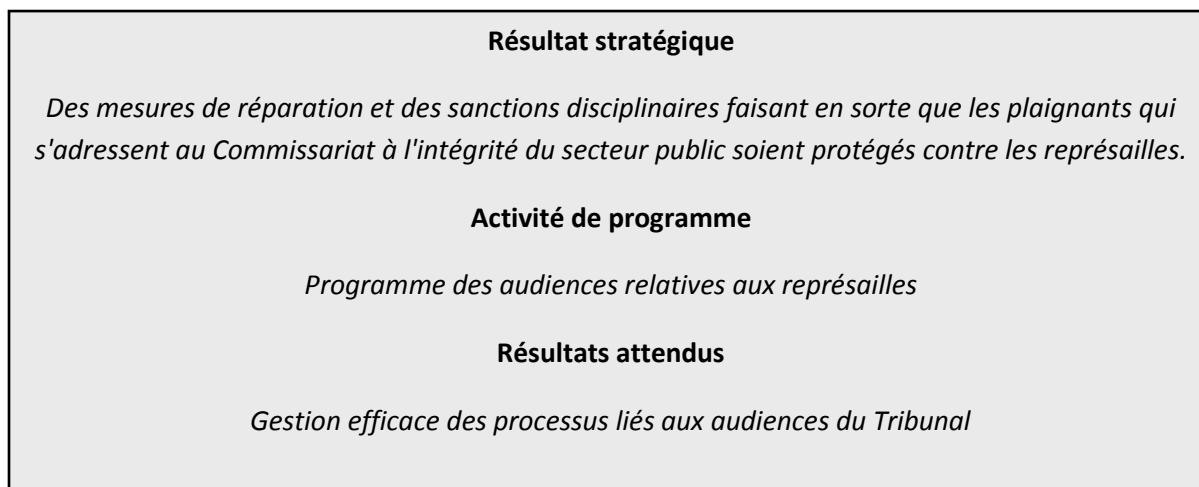 Résultat stratégique
Des mesures de réparation et des sanctions disciplinaires faisant en sorte que les plaignants qui
s'adressent au Commissariat à l'intégrité du secteur public soient protégés contre les représailles.
Activité de programme
Programme des audiences relatives aux représailles
Résultats attendus
Gestion efficace des processus liés aux audiences du Tribunal